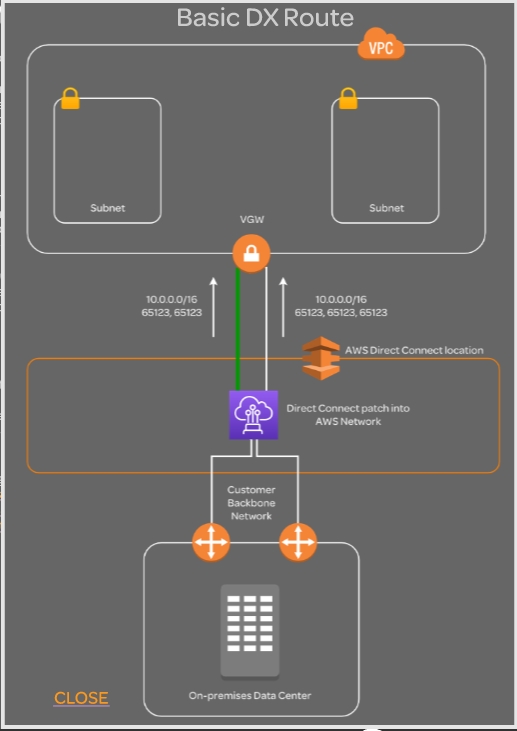 Basic DX Route
VPC
Subnet
Subnet
VGW
10.0.0.0/16
65123, 65123
10.0.0.0/16
65123, 65123, 65123
AWS Direct Connect location
Direct Connect patch into
AWS Network
Customer
Backbone
Network
On-premises Data Center
CLOSE